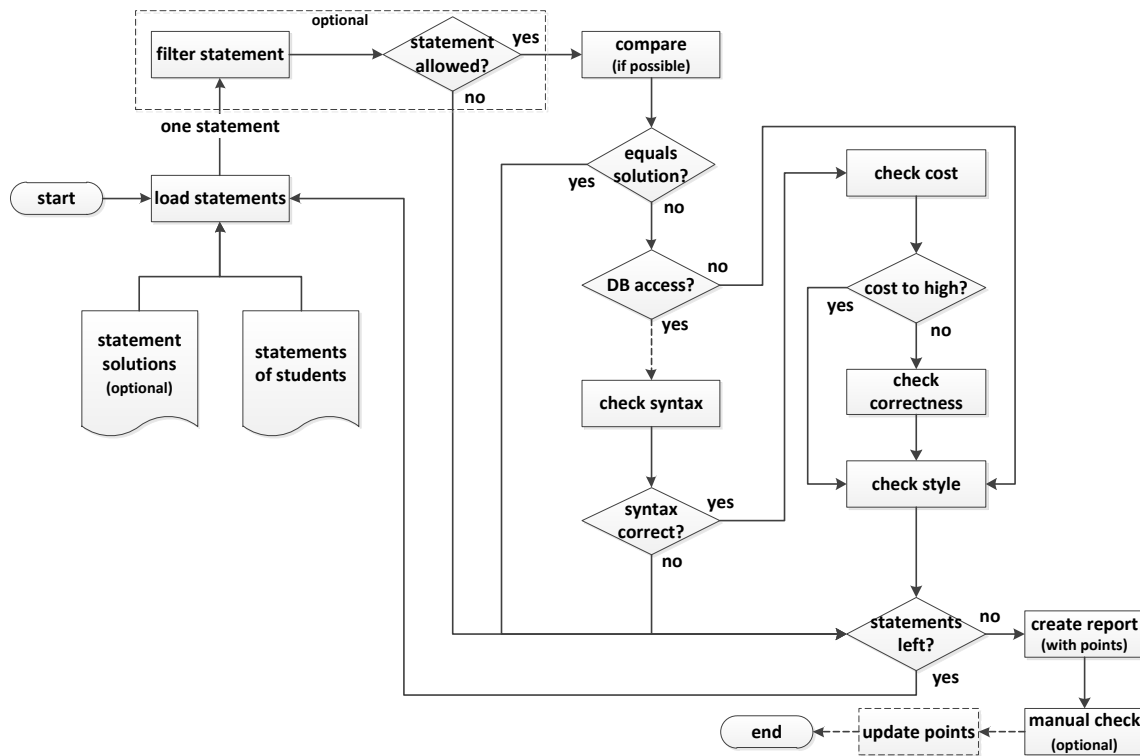 optional
filter statement
statement
allowed?
yes
no
compare
(if possible)
one statement
start
load statements
statement
solutions
(optional)
statements
of students
equals
solution?
yes
no
DB access?
no
yes
check syntax
syntax
correct?
yes
no
check cost
cost to high?
yes
no
check
correctness
check style
statements
left?
no
yes
create report
(with points)
manual check
(optional)
update points
end